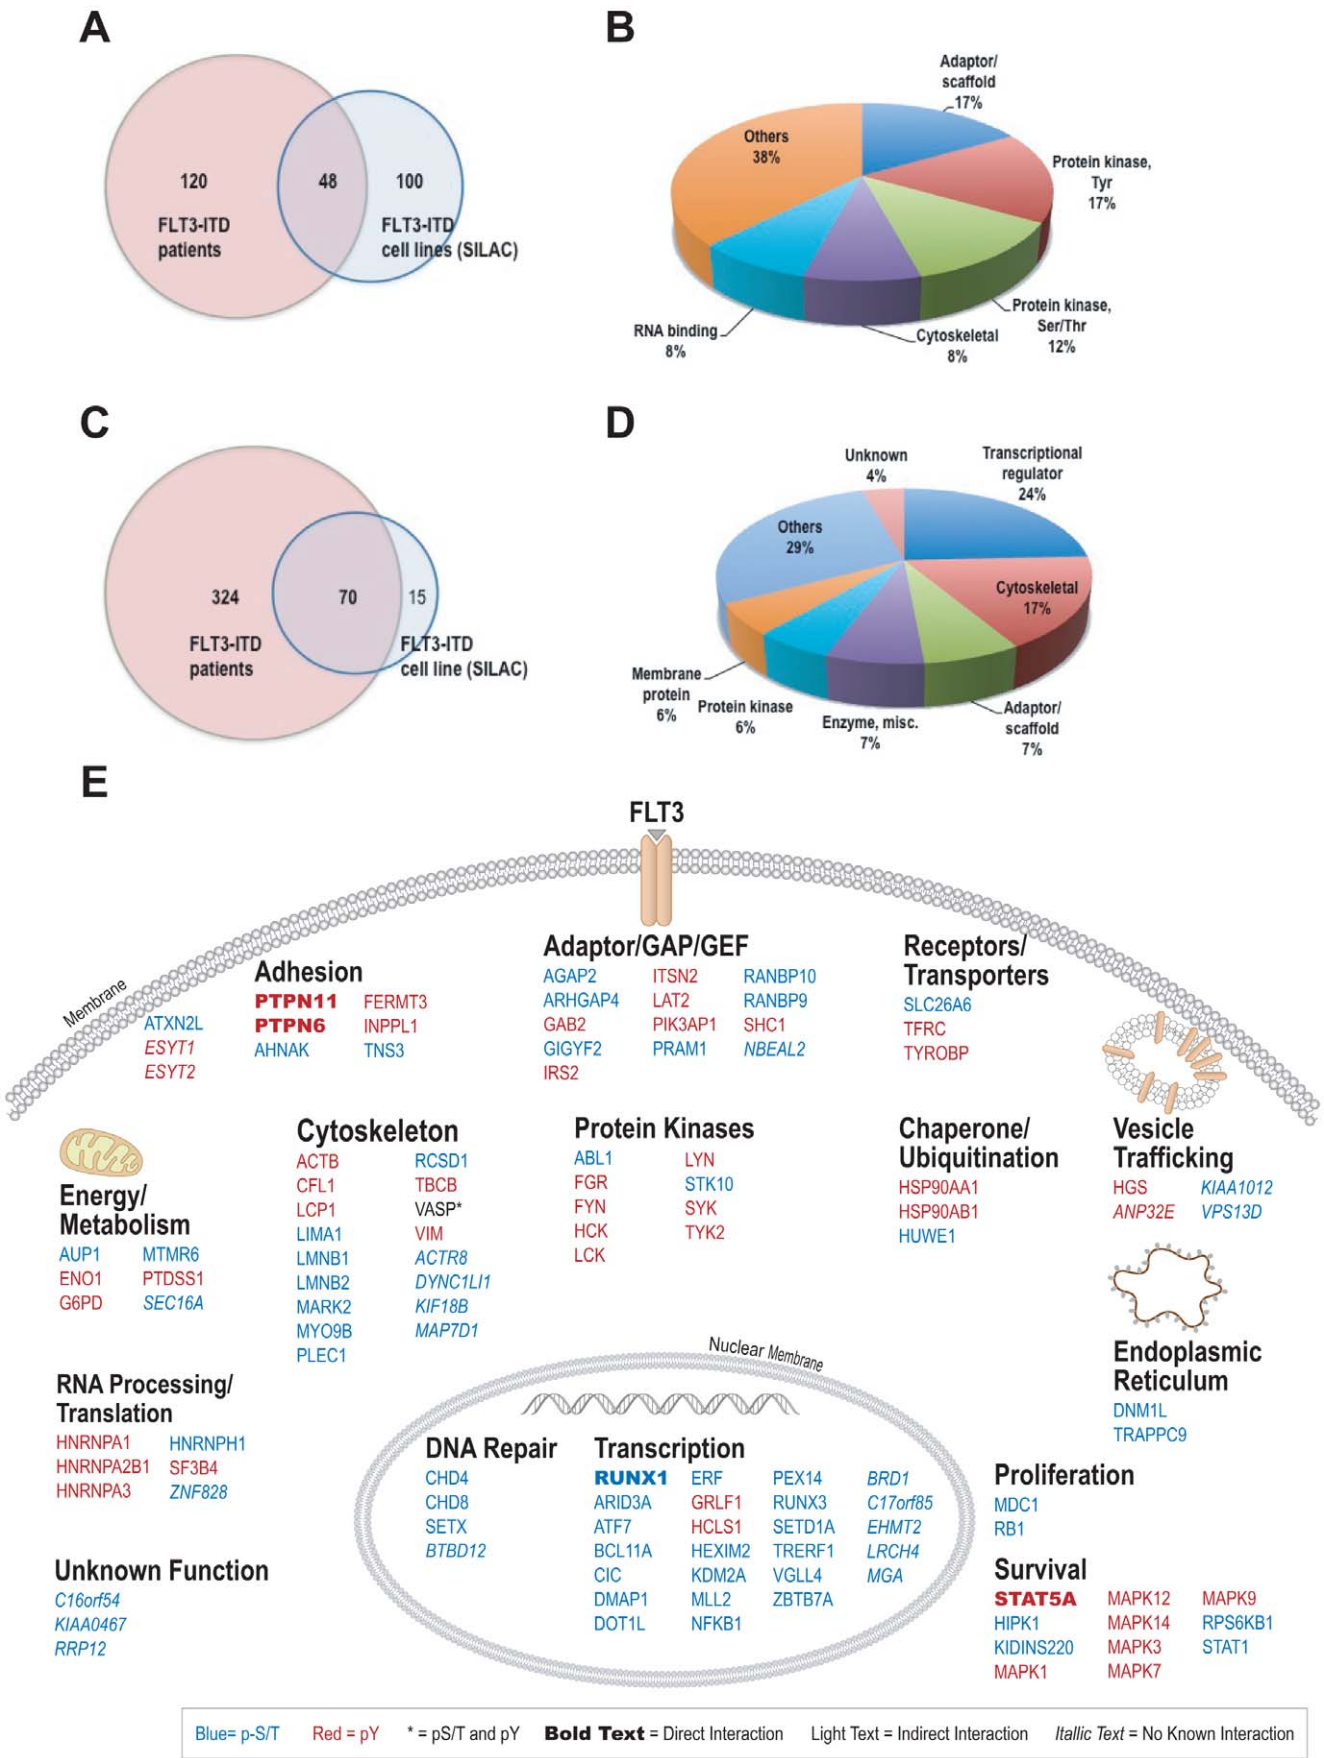 A
120
48
100
FLT3-ITD
patients
FLT3-ITD
cell lines (SILAC)
B
Adaptor/
scaffold
17%
Protein kinase,
Tyr
17%
Protein kinase,
Ser/Thr
12%
Cytoskeletal
8%
RNA binding
8%
Others
38%
C
324
70
15
FLT3-ITD
patients
FLT3-ITD
cell line (SILAC)
D
Unknown
4%
Transcriptional
regulator
24%
Cytoskeletal
17%
Adaptor/
scaffold
7%
Enzyme, misc.
7%
Protein kinase
6%
Membrane
protein
6%
Others
29%
E
FLT3
Membrane
ATXN2L
ESYT1
ESYT2
Adhesion
PTPN11 FERMT3
PTPN6 INPPL1
AHNAK TNS3
Adaptor/GAP/GEF
AGAP2 ITSN2 RANBP10
ARHGAP4 LAT2 RANBP9
GAB2 PIK3AP1 SHC1
GIGYF2 PRAM1 NBEAL2
IRS2
Receptors/
Transporters
SLC26A6
TFRC
TYROBP
Energy/
Metabolism
AUP1 MTMR6
ENO1 PTDSS1
G6PD SEC16A
Cytoskeleton
ACTB RCSD1
CFL1 TBCB
LCP1 VASP*
LIMA1 VIM
LMNB1 ACTR8
LMNB2 DYNC1LI1
MARK2 KIF18B
MYO9B MAP7D1
PLEC1
Protein Kinases
ABL1 LYN
FGR STK10
FYN SYK
HCK TYK2
LCK
Chaperone/
Ubiquitination
HSP90AA1
HSP90AB1
HUWE1
Vesicle
Trafficking
HGS KIAA1012
ANP32E VPS13D
Endoplasmic
Reticulum
DNM1L
TRAPPC9
RNA Processing/
Translation
HNRNPA1 HNRNPH1
HNRNPA2B1 SF3B4
HNRNPA3 ZNF828
Nuclear Membrane
DNA Repair
CHD4
CHD8
SETX
BTBD12
Transcription
RUNX1 ERF PEX14 BRD1
ARID3A GRLF1 RUNX3 C17orf85
ATF7 HCLS1 SETD1A EHMT2
BCL11A HEXIM2 TRERF1 LRCH4
CIC KDM2A VGLL4 MGA
DMAP1 MLL2 ZBTB7A
DOT1L NFKB1
Proliferation
MDC1
RB1
Survival
STAT5A MAPK12 MAPK9
HIPK1 MAPK14 RPS6KB1
KIDINS220 MAPK3 STAT1
MAPK1 MAPK7
Unknown Function
C16orf54
KIAA0467
RRP12
Blue= p-S/T Red = pY * = pS/T and pY Bold Text = Direct Interaction Light Text = Indirect Interaction Itallic Text = No Known Interaction